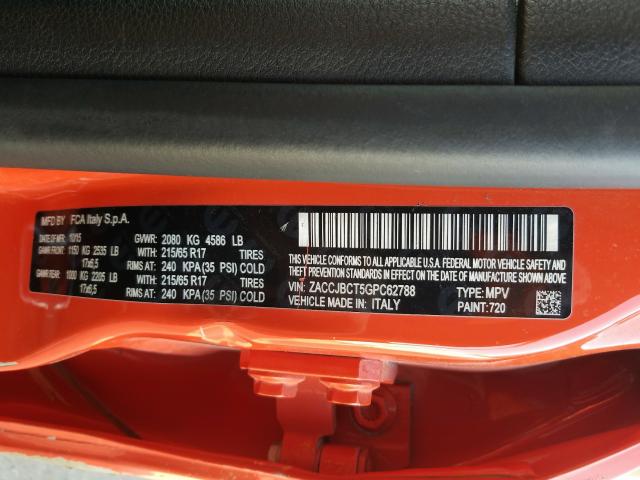 MFD BY FCA Italy S.p.A.
DATE OF MFR: 10/15 GVWR: 2080 KG 4586 LB
GAWR FRONT: 1150 KG 2535 LB WITH: 215/65 R17 TIRES
17x6,5 RIMS AT: 240 KPA(35 PSI) COLD
GAWR REAR: 1000 KG 2205 LB WITH: 215/65 R17 TIRES
17x6,5 RIMS AT: 240 KPA(35 PSI) COLD
THIS VEHICLE CONFORMS TO ALL APPLICABLE U.S.A. FEDERAL MOTOR VEHICLE SAFETY
BUMPER, AND THEFT PREVENTION STANDARDS IN EFFECT ON THE
DATE OF MANUFACTURE SHOWN ABOVE.
VIN: ZACCJBCT5GPC62788 TYPE: MPV
VEHICLE MADE IN: ITALY PAINT: 720